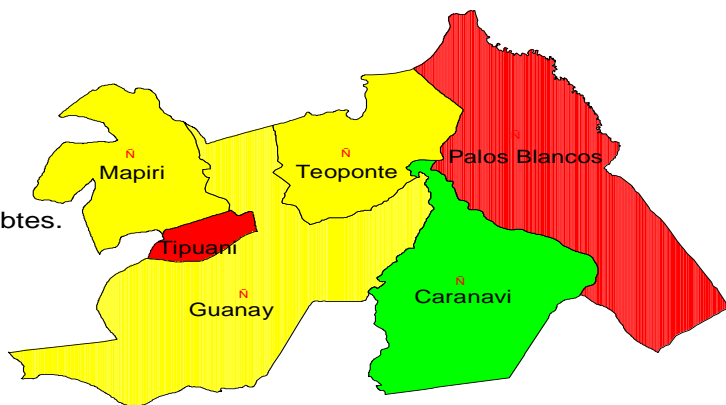 Ñ
Mapiri
Ñ
Teoponte
Ñ
Palos Blancos
btes.
Tipuani
Ñ
Guanay
Ñ
Caranavi